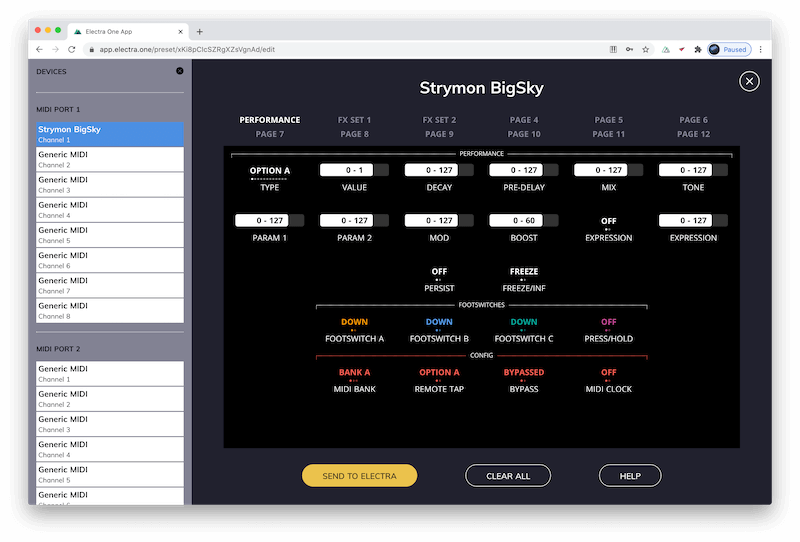 Electra One App
app.electra.one/preset/xKi8pClcSZRgXZsVgnAd/edit
Paused
DEVICES
MIDI PORT 1
Strymon BigSky
Channel 1
Generic MIDI
Channel 2
Generic MIDI
Channel 3
Generic MIDI
Channel 4
Generic MIDI
Channel 5
Generic MIDI
Channel 6
Generic MIDI
Channel 7
Generic MIDI
Channel 8
MIDI PORT 2
Generic MIDI
Channel 1
Generic MIDI
Channel 2
Generic MIDI
Channel 3
Generic MIDI
Channel 4
Generic MIDI
Channel 5
Generic MIDI
Channel 6
Strymon BigSky
PERFORMANCE FX SET 1 FX SET 2 PAGE 4 PAGE 5 PAGE 6
PAGE 7 PAGE 8 PAGE 9 PAGE 10 PAGE 11 PAGE 12
PERFORMANCE
OPTION A 0 - 1 0 - 127 0 - 127 0 - 127 0 - 127
TYPE VALUE DECAY PRE-DELAY MIX TONE
0 - 127 0 - 127 0 - 127 0 - 60 OFF 0 - 127
PARAM 1 PARAM 2 MOD BOOST EXPRESSION EXPRESSION
OFF FREEZE
PERSIST FREEZE/INF
FOOTSWITCHES
DOWN DOWN DOWN OFF
FOOTSWITCH A FOOTSWITCH B FOOTSWITCH C PRESS/HOLD
CONFIG
BANK A OPTION A BYPASSED OFF
MIDI BANK REMOTE TAP BYPASS MIDI CLOCK
SEND TO ELECTRA CLEAR ALL HELP